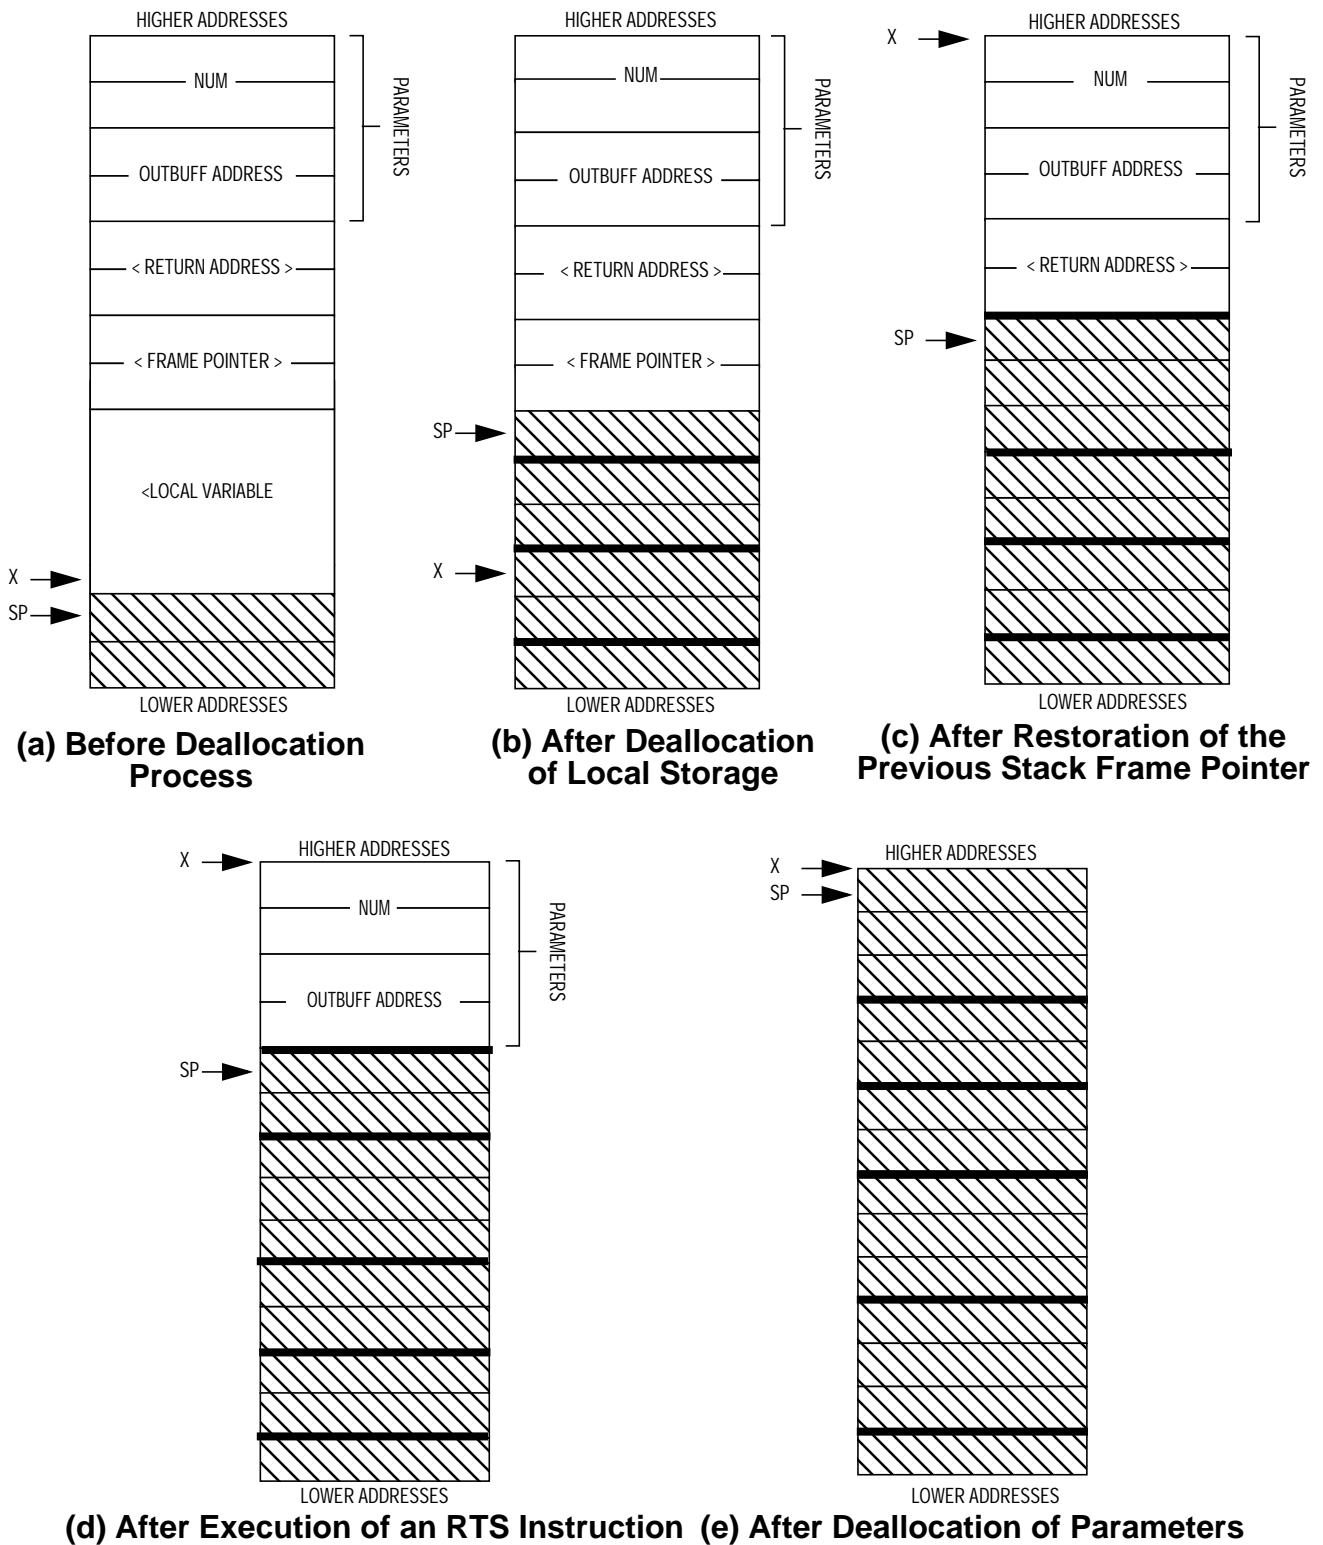 HIGHER ADDRESSES
NUM
OUTBUFF ADDRESS
< RETURN ADDRESS >
< FRAME POINTER >
<LOCAL VARIABLE
X
SP
PARAMETERS
LOWER ADDRESSES
(a) Before Deallocation
Process
HIGHER ADDRESSES
NUM
OUTBUFF ADDRESS
< RETURN ADDRESS >
< FRAME POINTER >
SP
X
PARAMETERS
LOWER ADDRESSES
(b) After Deallocation
of Local Storage
HIGHER ADDRESSES
X
NUM
OUTBUFF ADDRESS
< RETURN ADDRESS >
SP
PARAMETERS
LOWER ADDRESSES
(c) After Restoration of the
Previous Stack Frame Pointer
HIGHER ADDRESSES
X
NUM
OUTBUFF ADDRESS
SP
PARAMETERS
LOWER ADDRESSES
(d) After Execution of an RTS Instruction
HIGHER ADDRESSES
X
SP
LOWER ADDRESSES
(e) After Deallocation of Parameters